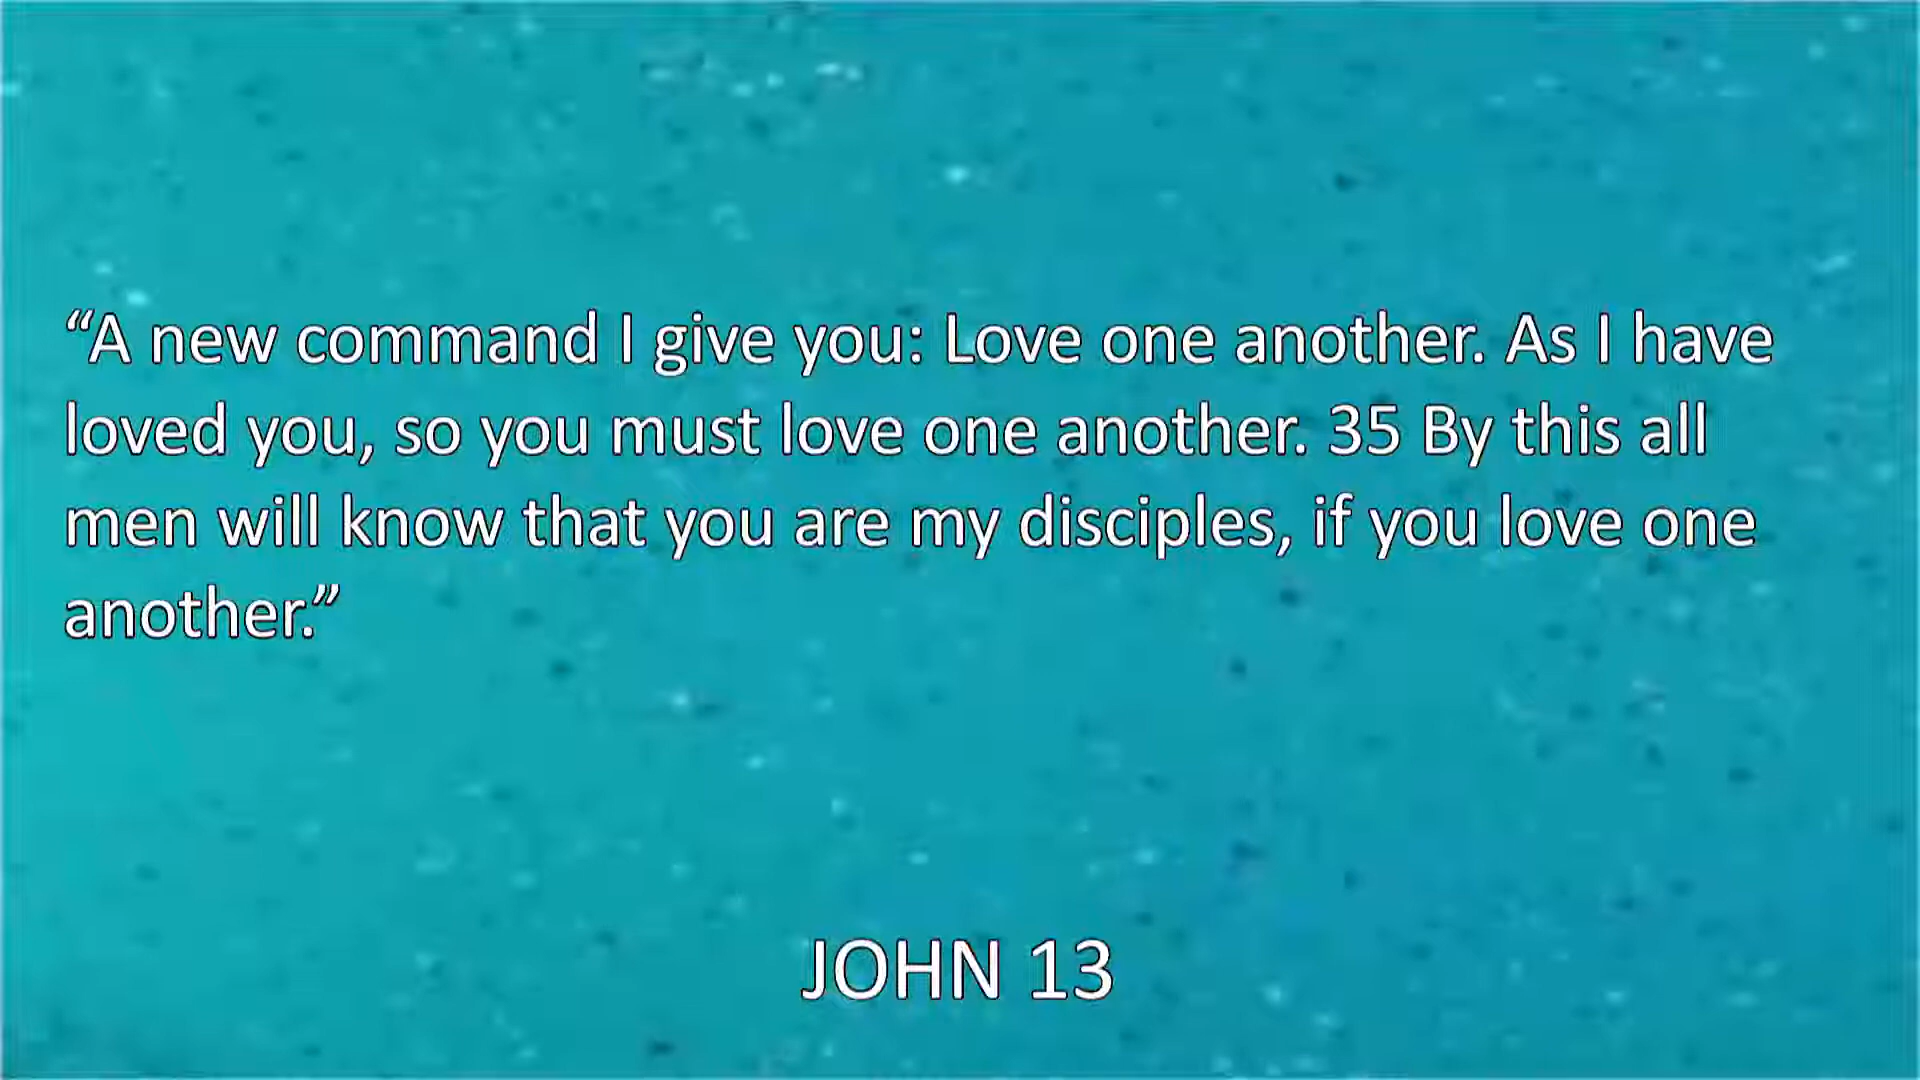 “A new command I give you: Love one another. As I have
loved you, so you must love one another. 35 By this all
men will know that you are my disciples, if you love one
another.”
JOHN 13